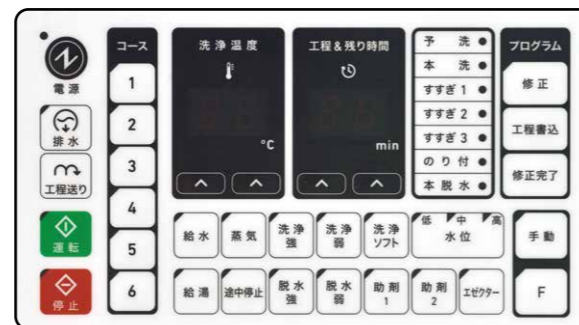 電源
排水
工程送り
運転
停止
コース
1
2
3
4
5
6
洗浄温度
℃
工程&残り時間
min
予洗
本洗
すすぎ1
すすぎ2
すすぎ3
のり付
本脱水
プログラム
修正
工程書込
修正完了
給水
蒸気
洗浄
強
洗浄
弱
洗浄
ソフト
低 中 高
水位
手動
給湯
途中停止
脱水
強
脱水
弱
助剤
1
助剤
2
エゼクター
F